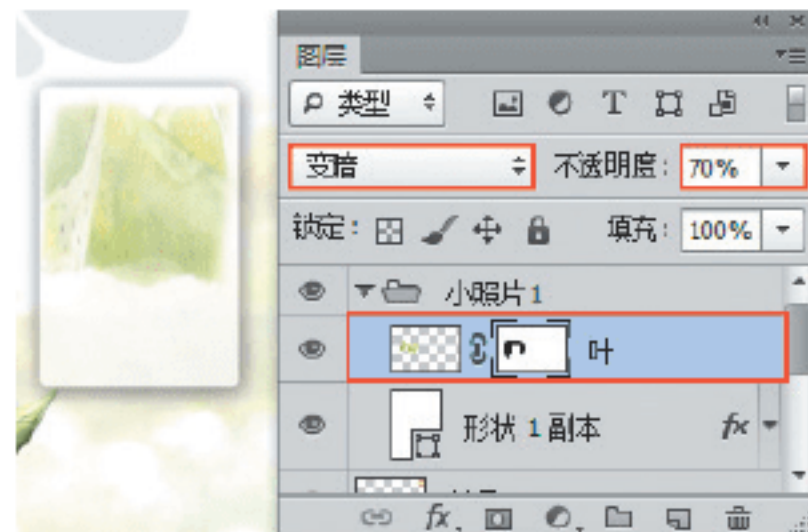 图层
类型
变暗 不透明度: 70%
锁定: 填充: 100%
小照片 1
叶
形状 1 副本 fx
fx